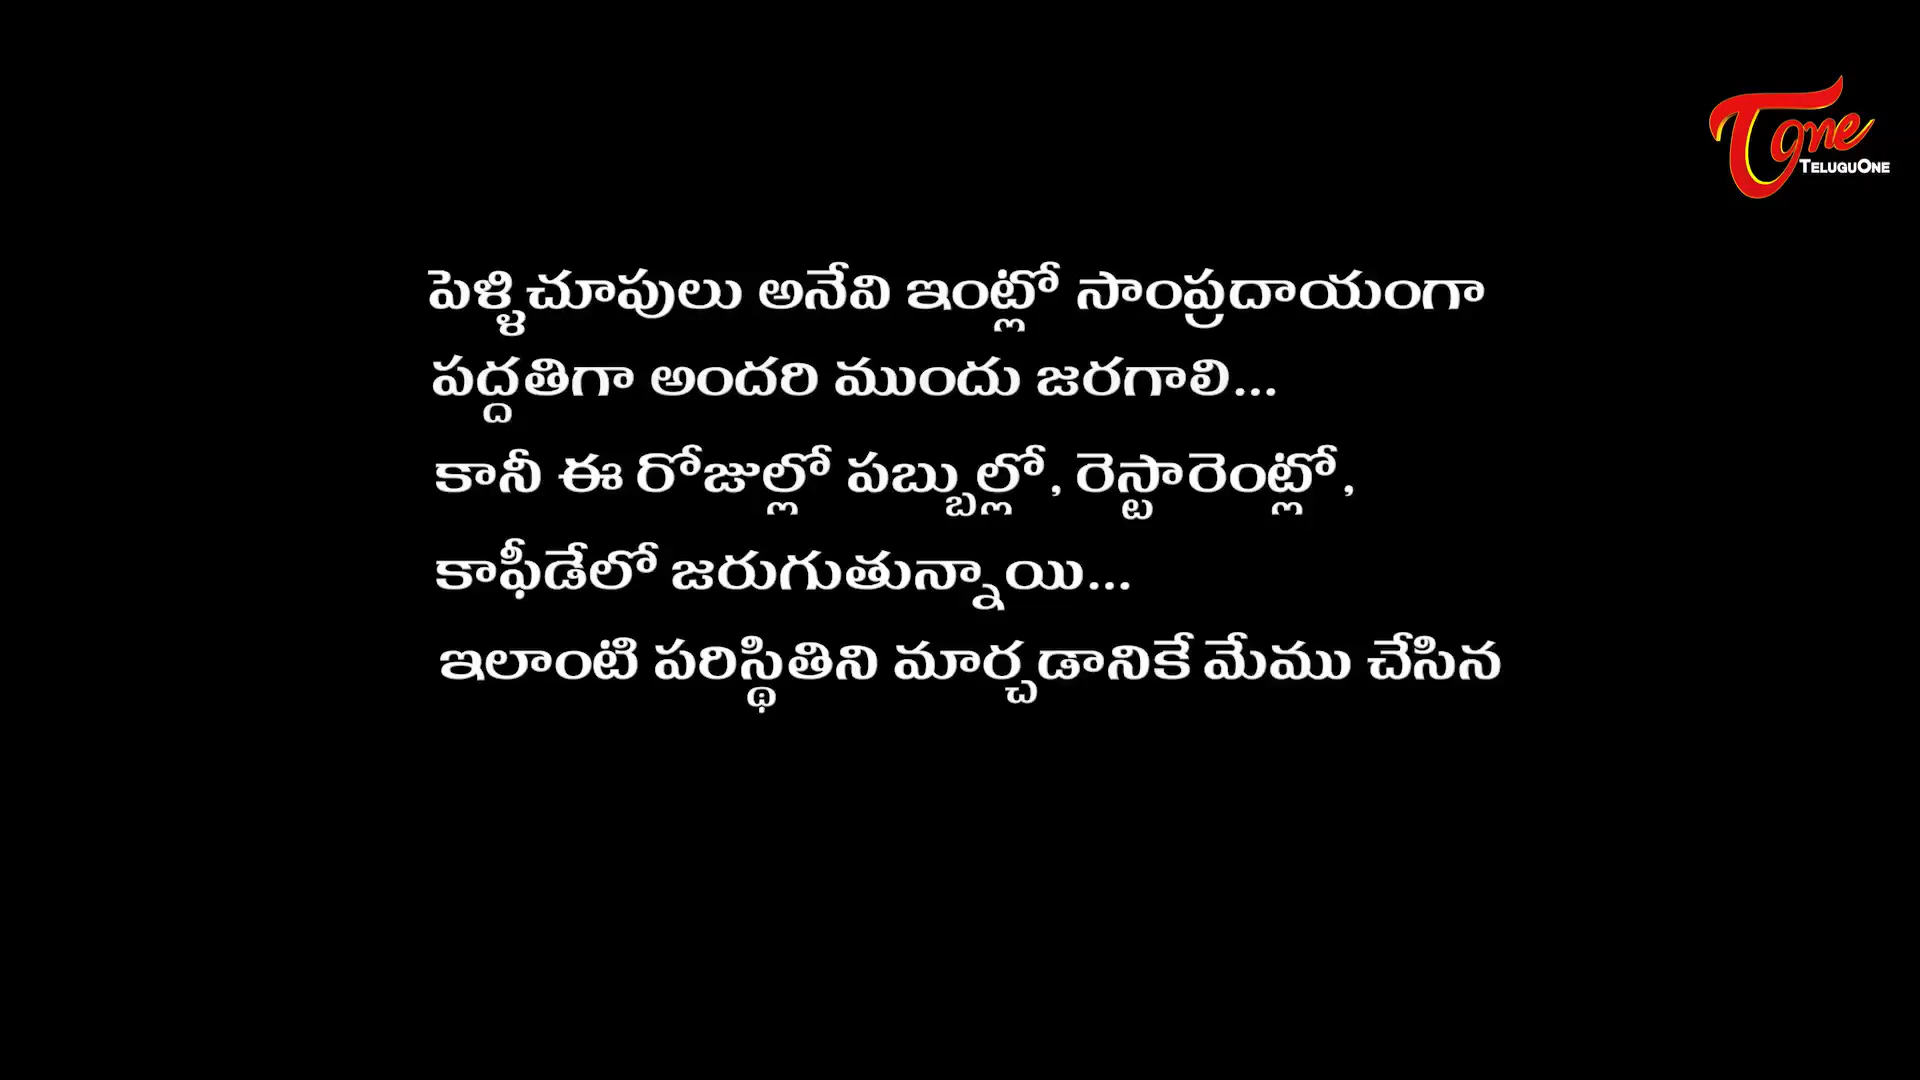 TELUGUONE
పెళ్ళిచూపులు అనేవి ఇంట్లో సాంప్రదాయంగా
పద్దతిగా అందరి ముందు జరగాలి...
కానీ ఈ రోజుల్లో పబ్బుల్లో, రెస్టారెంట్లో,
కాఫీడేలో జరుగుతున్నాయి...
ఇలాంటి పరిస్థితిని మార్చడానికే మేము చేసిన